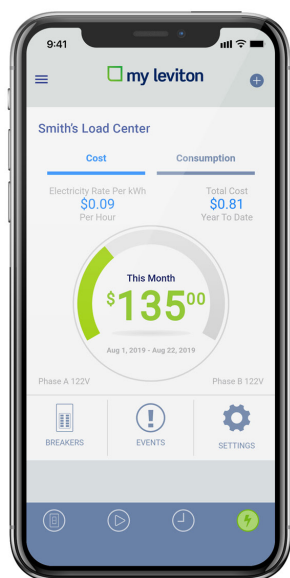 9:41
my leviton
Smith's Load Center
Cost Consumption
Electricity Rate Per kWh
$0.09
Per Hour
Total Cost
$0.81
Year To Date
This Month
$135⁰⁰
Aug 1, 2019 - Aug 22, 2019
Phase A 122V
Phase B 122V
BREAKERS
EVENTS
SETTINGS